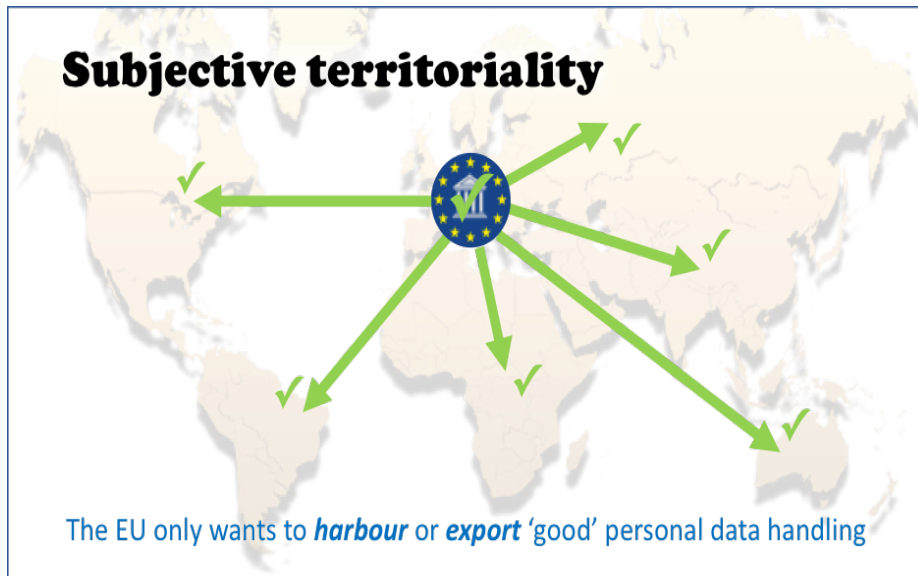 Subjective territoriality
The EU only wants to harbour or export ‘good’ personal data handling